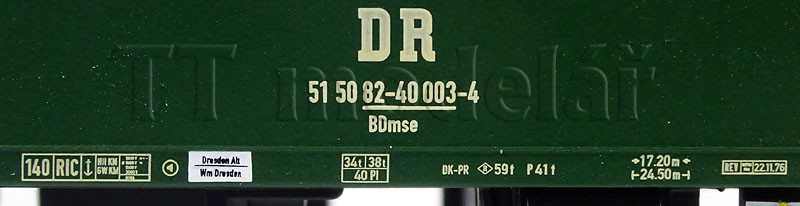 DR
TT modelář
51 50 82-40 003-4
BDmse
140 RIC
Dresden Alt
Wm Dresden
34t 38t
40 Pl
DK-PR R 59t P 41t
17.20m
24.50m
REV 22.11.76